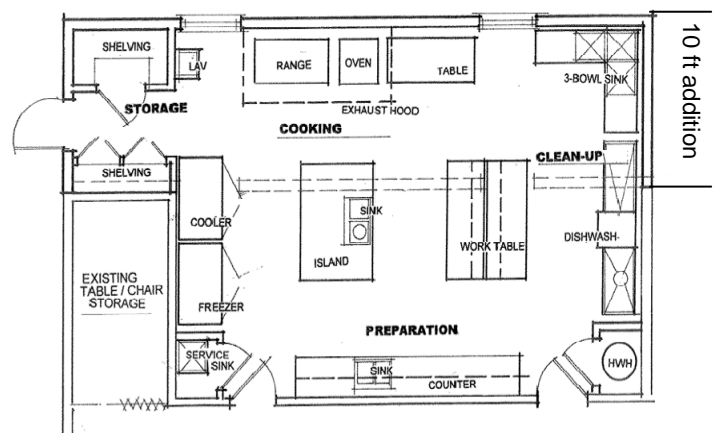 SHELVING
LAV
RANGE
OVEN
TABLE
3-BOWL SINK
10 ft addition
STORAGE
EXHAUST HOOD
COOKING
CLEAN-UP
SHELVING
COOLER
SINK
ISLAND
WORK TABLE
DISHWASH
EXISTING
TABLE / CHAIR
STORAGE
FREEZER
PREPARATION
SERVICE
SINK
SINK
COUNTER
HWH